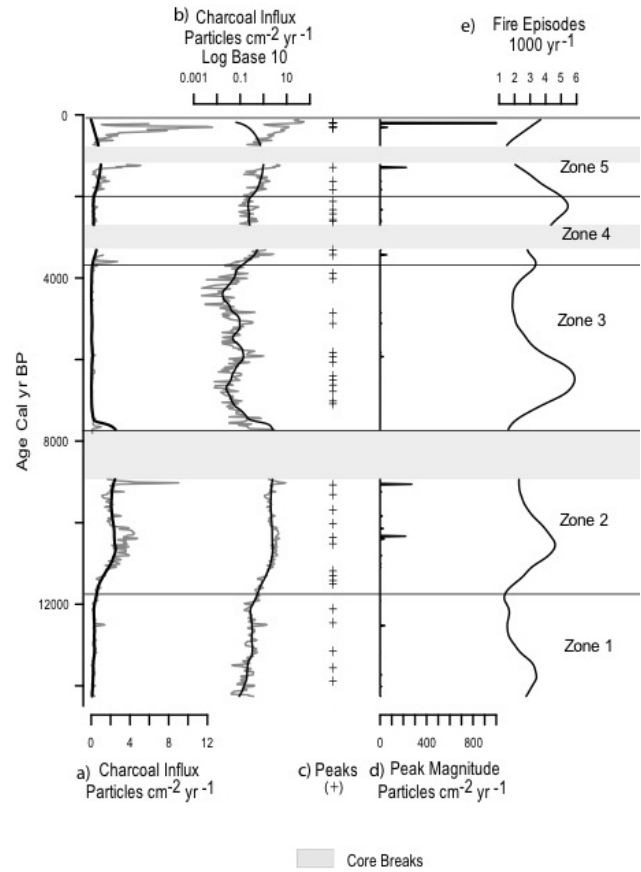 b) Charcoal Influx
Particles cm-2 yr -1
Log Base 10
0.001 0.1 10
e) Fire Episodes
1000 yr-1
1 2 3 4 5 6
0
4000
8000
12000
Age Cal yr BP
Zone 5
Zone 4
Zone 3
Zone 2
Zone 1
0 4 8 12
a) Charcoal Influx
Particles cm-2 yr -1
c) Peaks
(+)
0 400 800
d) Peak Magnitude
Particles cm-2 yr -1
Core Breaks